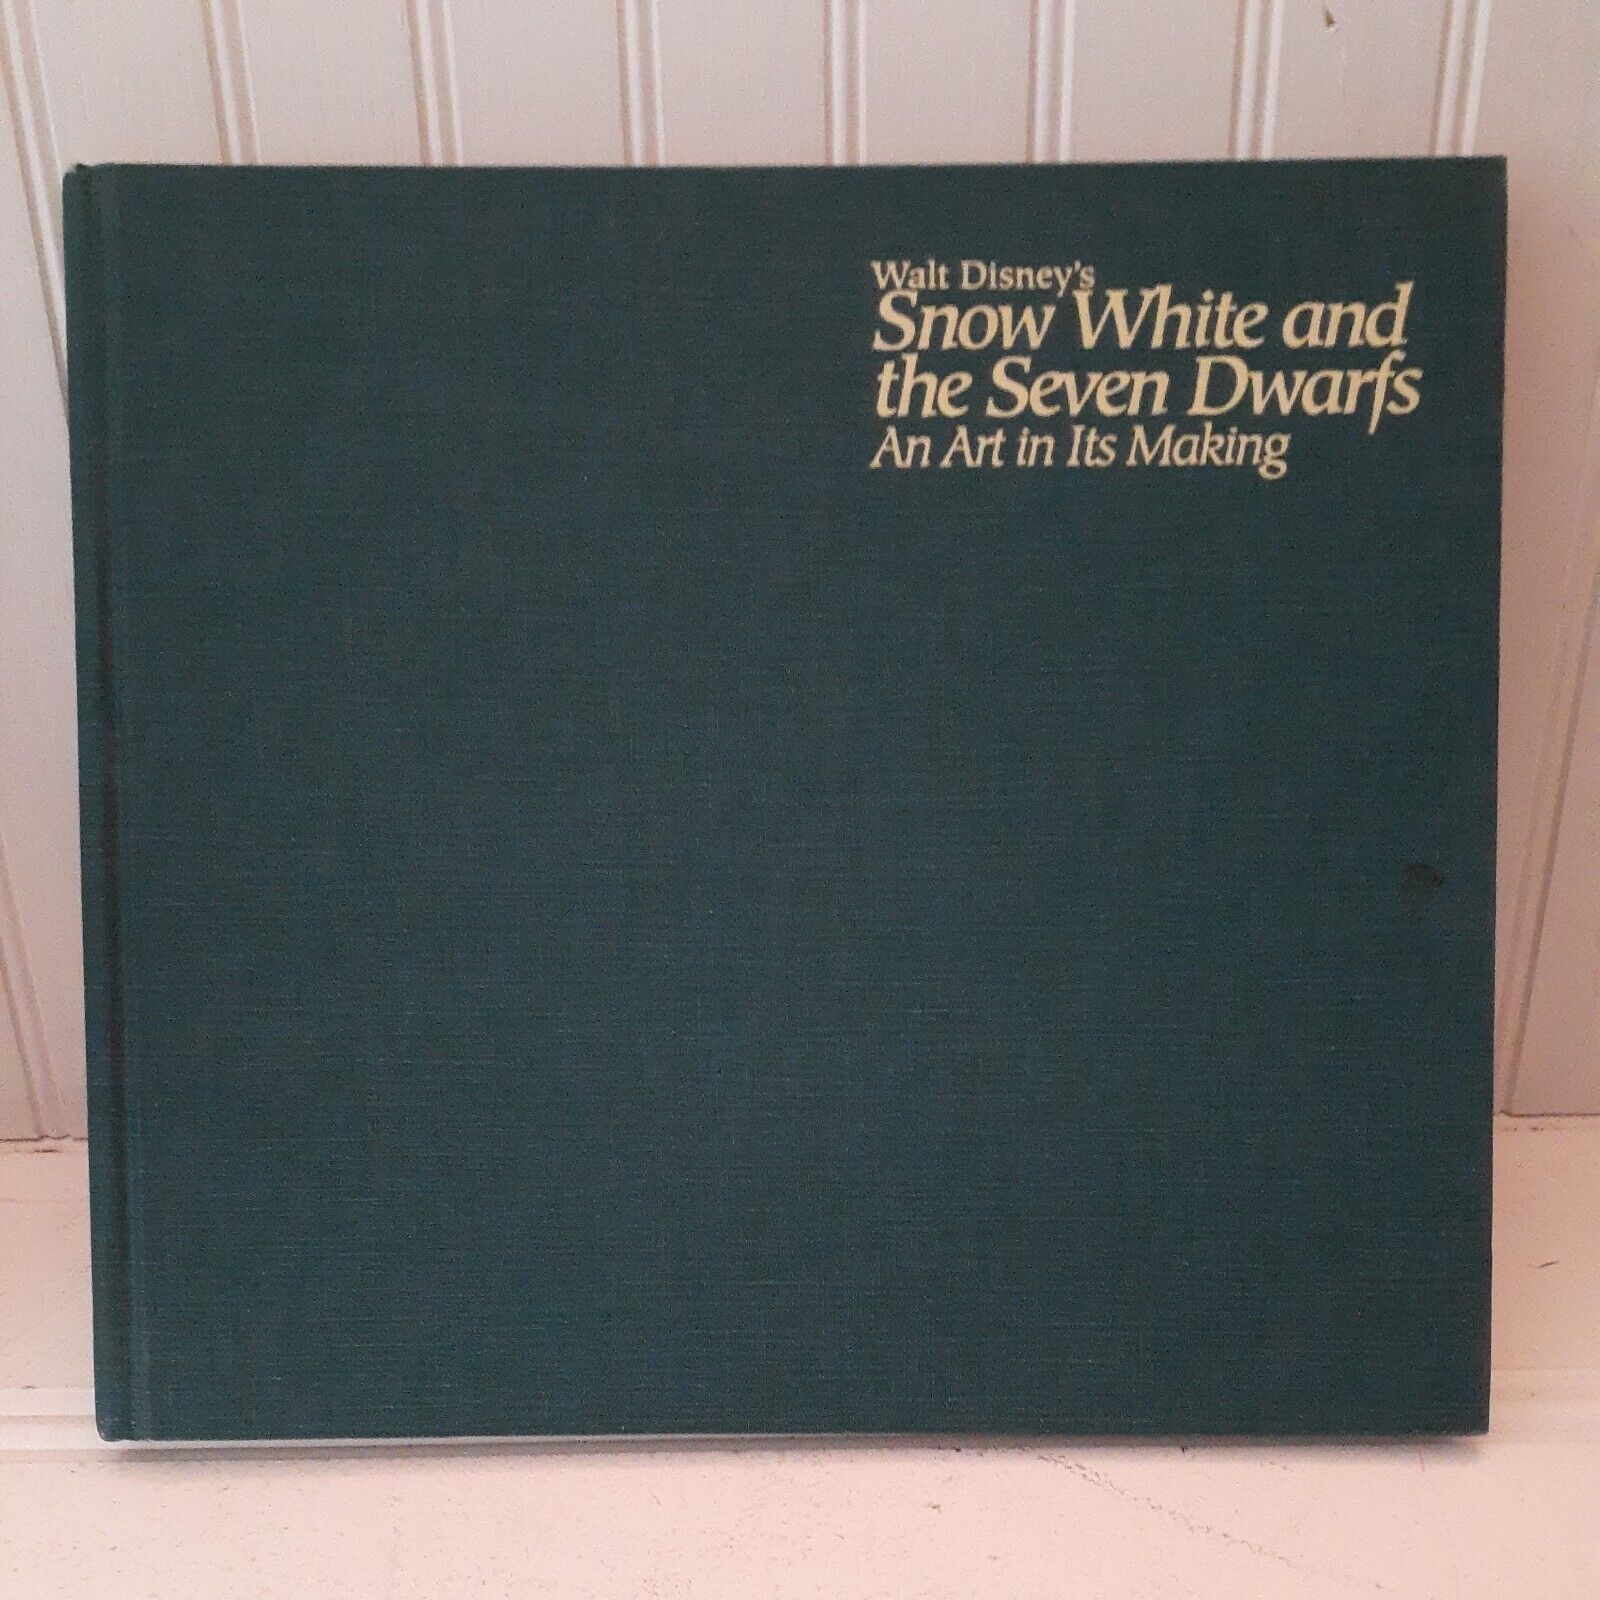 Walt Disney's
Snow White and
the Seven Dwarfs
An Art in Its Making